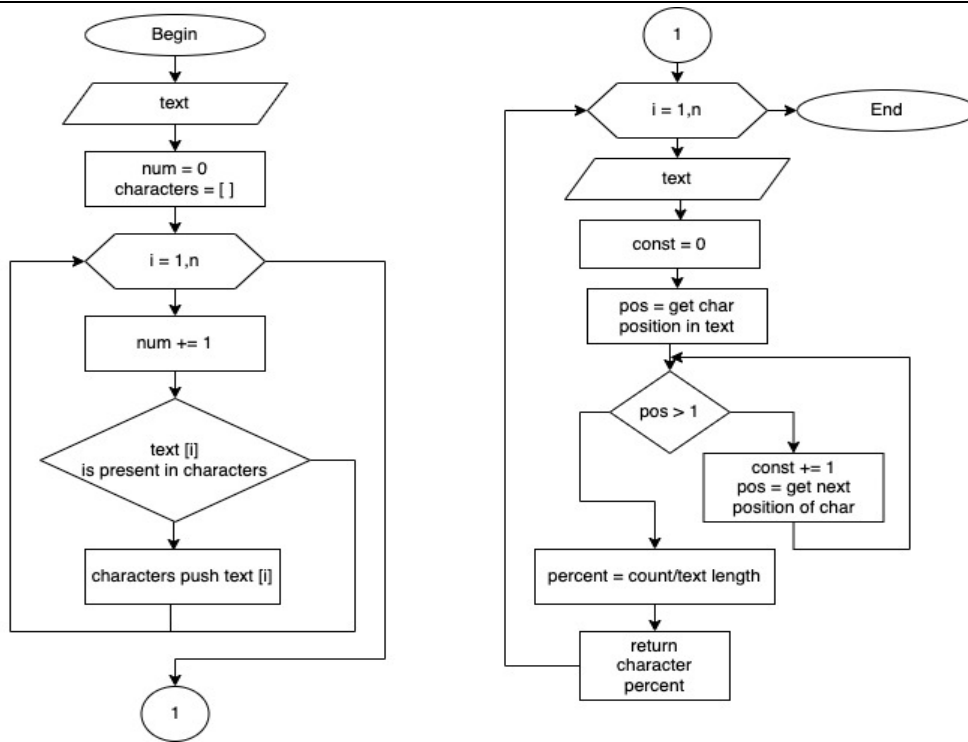 Begin
text
num = 0
characters = [ ]
i = 1,n
num += 1
text [i]
is present in characters
characters push text [i]
1
1
i = 1,n
End
text
const = 0
pos = get char
position in text
pos > 1
const += 1
pos = get next
position of char
percent = count/text length
return
character
percent